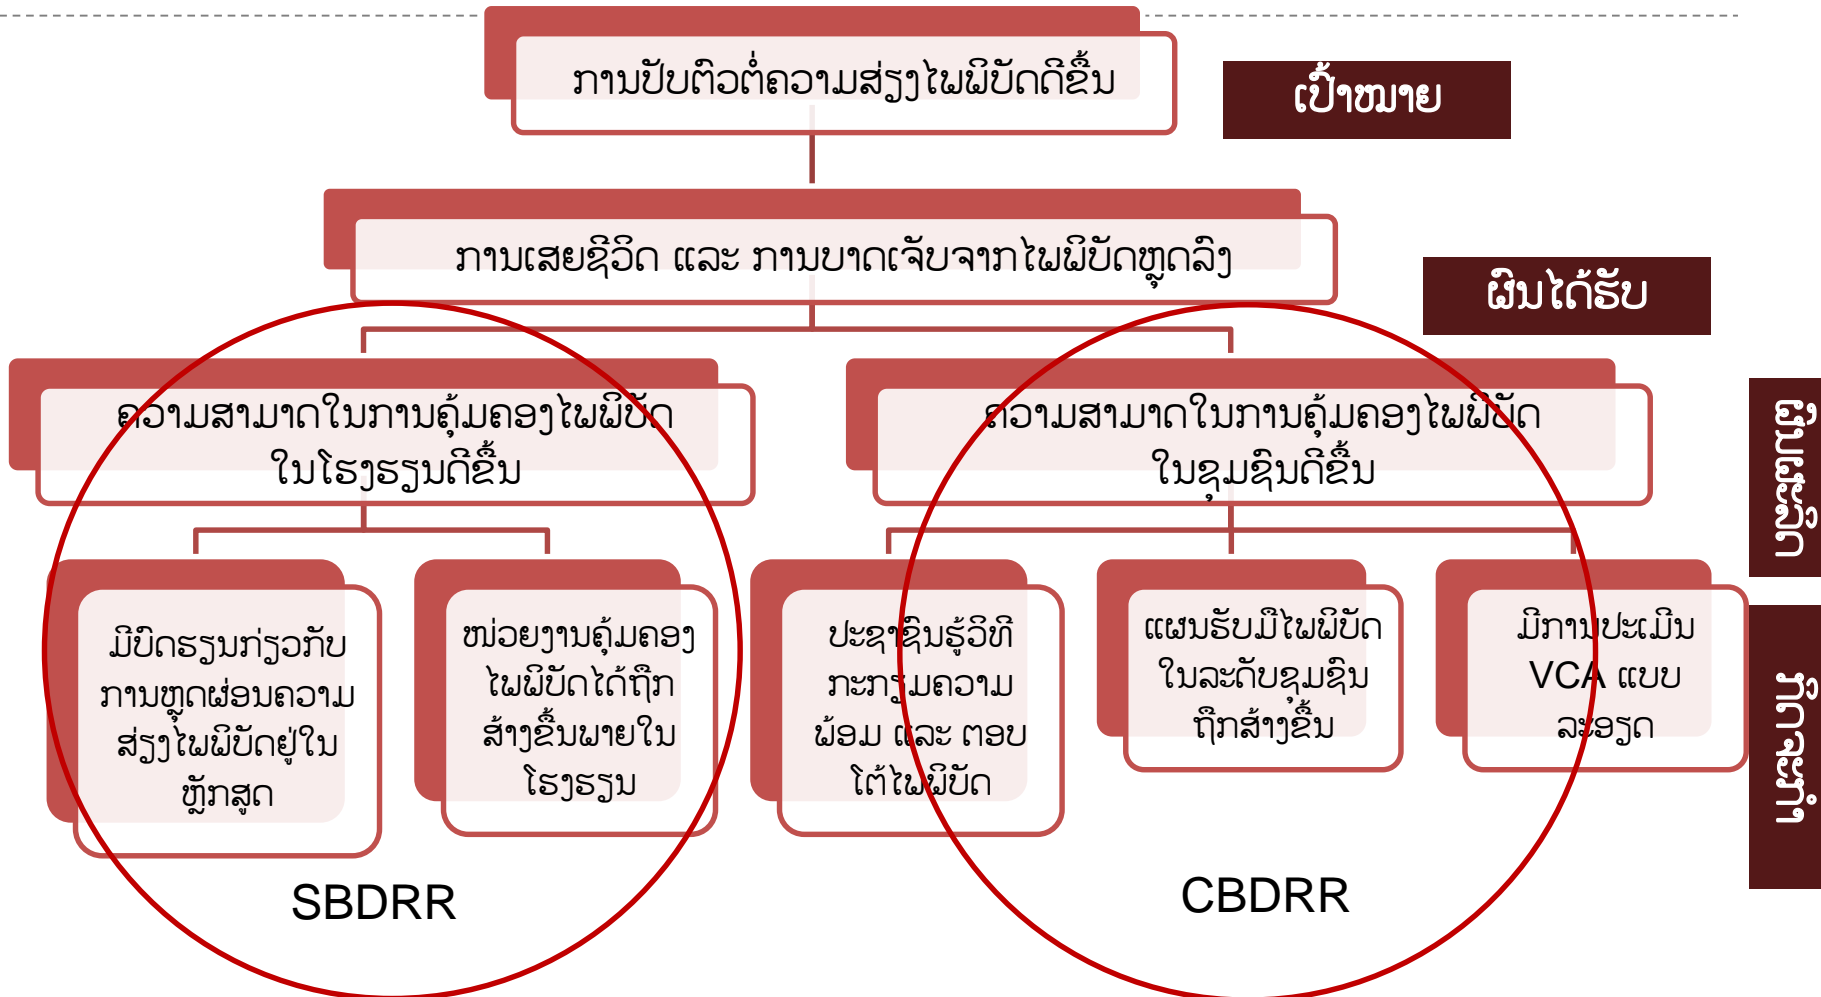 ການປັບຕົວຕໍ່ຄວາມສ່ຽງໄພພິບັດດີຂຶ້ນ
ເປົ້າໝາຍ
ການເສຍຊີວິດ ແລະ ການບາດເຈັບຈາກໄພພິບັດຫຼຸດລົງ
ຜົນໄດ້ຮັບ
ຄວາມສາມາດໃນການຄຸ້ມຄອງໄພພິບັດ
ໃນໂຮງຮຽນດີຂຶ້ນ
ຄວາມສາມາດໃນການຄຸ້ມຄອງໄພພິບັດ
ໃນຊຸມຊົນດີຂຶ້ນ
ຜົນຜະລິດ
ມີບົດຮຽນກ່ຽວກັບ
ການຫຼຸດຜ່ອນຄວາມ
ສ່ຽງໄພພິບັດຢູ່ໃນ
ຫຼັກສູດ
ໜ່ວຍງານຄຸ້ມຄອງ
ໄພພິບັດໄດ້ຖືກ
ສ້າງຂຶ້ນພາຍໃນ
ໂຮງຮຽນ
ປະຊາຊົນຮູ້ວິທີ
ກະກຽມຄວາມ
ພ້ອມ ແລະ ຕອບ
ໂຕ້ໄພພິບັດ
ແຜນຮັບມືໄພພິບັດ
ໃນລະດັບຊຸມຊົນ
ຖືກສ້າງຂຶ້ນ
ມີການປະເມີນ
VCA ແບບ
ລະອຽດ
ກິດຈະກຳ
SBDRR
CBDRR